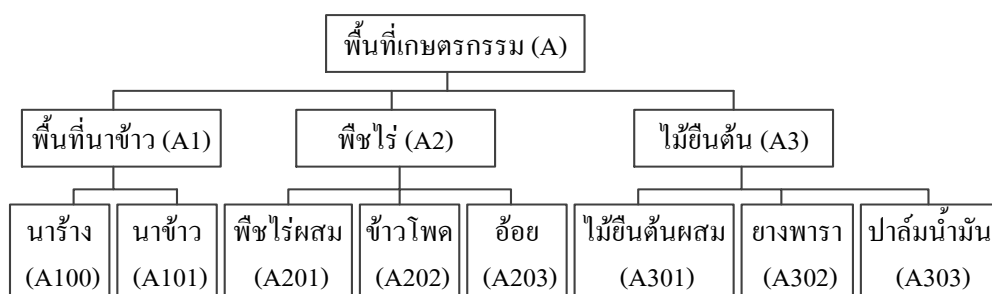 พื้นที่เกษตรกรรม (A)
พื้นที่นาข้าว (A1)
พืชไร่ (A2)
ไม้ยืนต้น (A3)
นาร้าง
(A100)
นาข้าว
(A101)
พืชไร่ผสม
(A201)
ข้าวโพด
(A202)
อ้อย
(A203)
ไม้ยืนต้นผสม
(A301)
ยางพารา
(A302)
ปาล์มน้ำมัน
(A303)